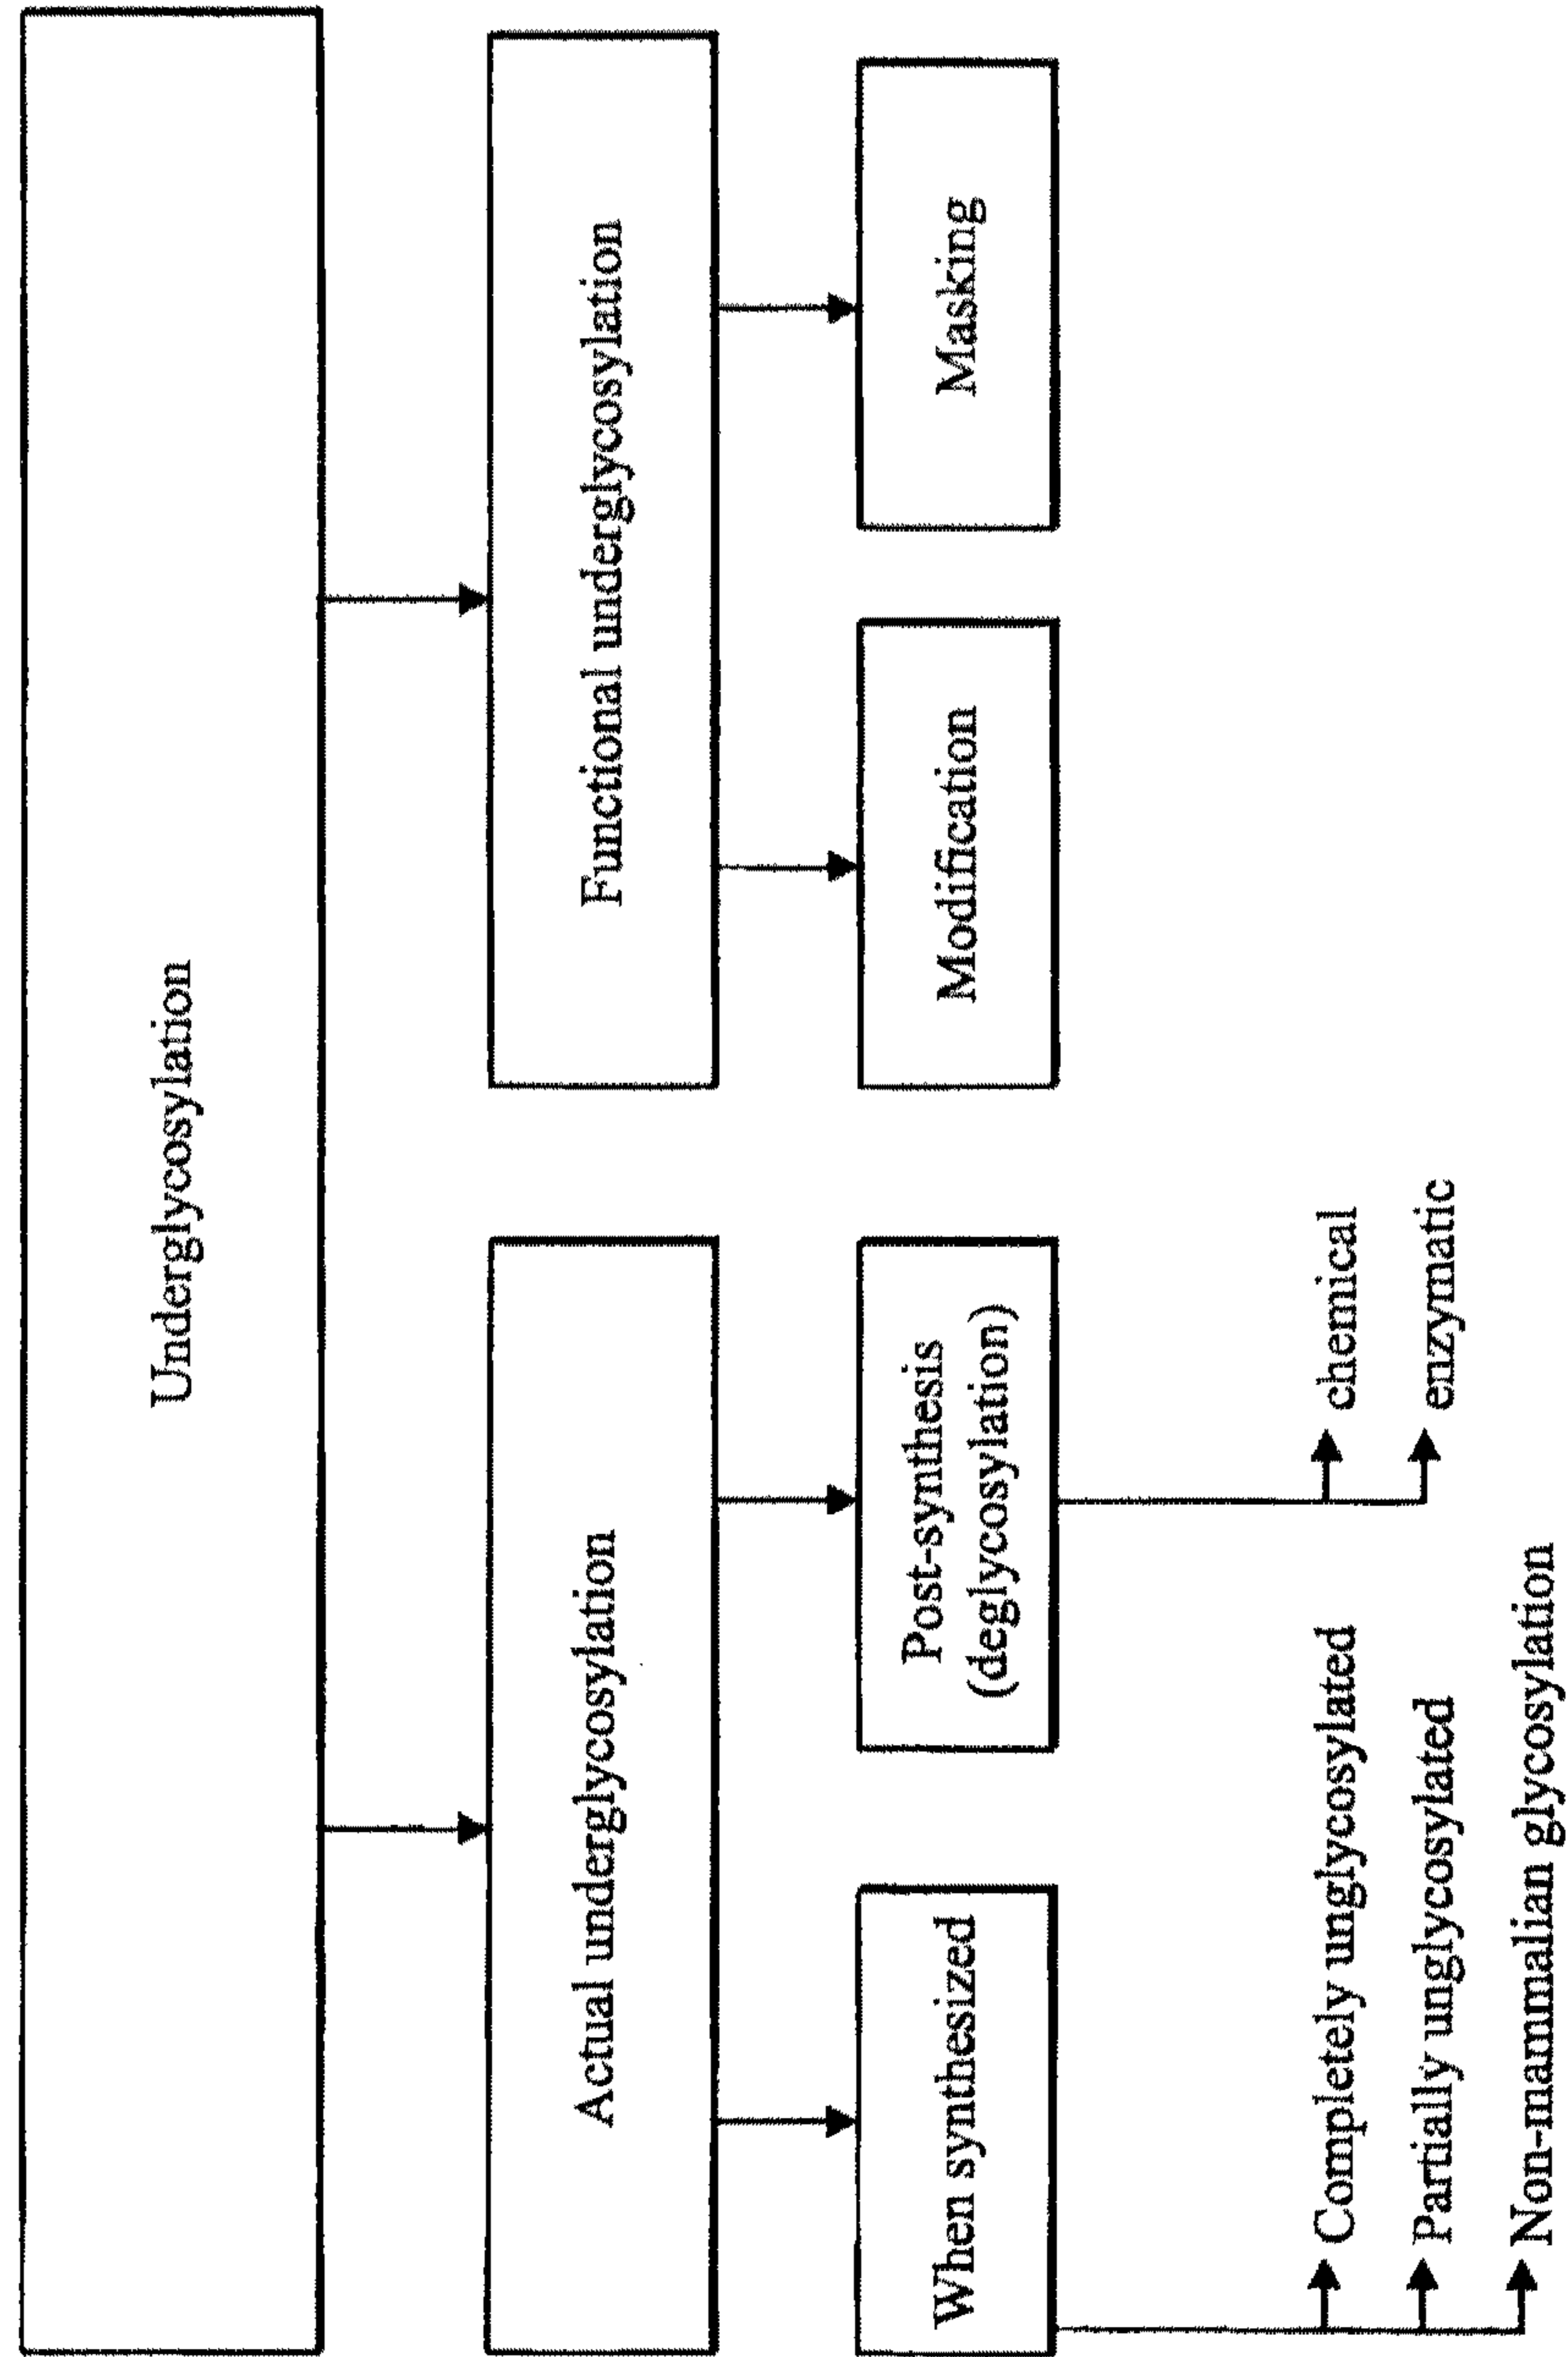 Underglycosylation
Actual underglycosylation
Functional underglycosylation
When synthesized
Post-synthesis
(deglycosylation)
Modification
Masking
Completely unglycosylated
Partially unglycosylated
Non-mammalian glycosylation
chemical
enzymatic